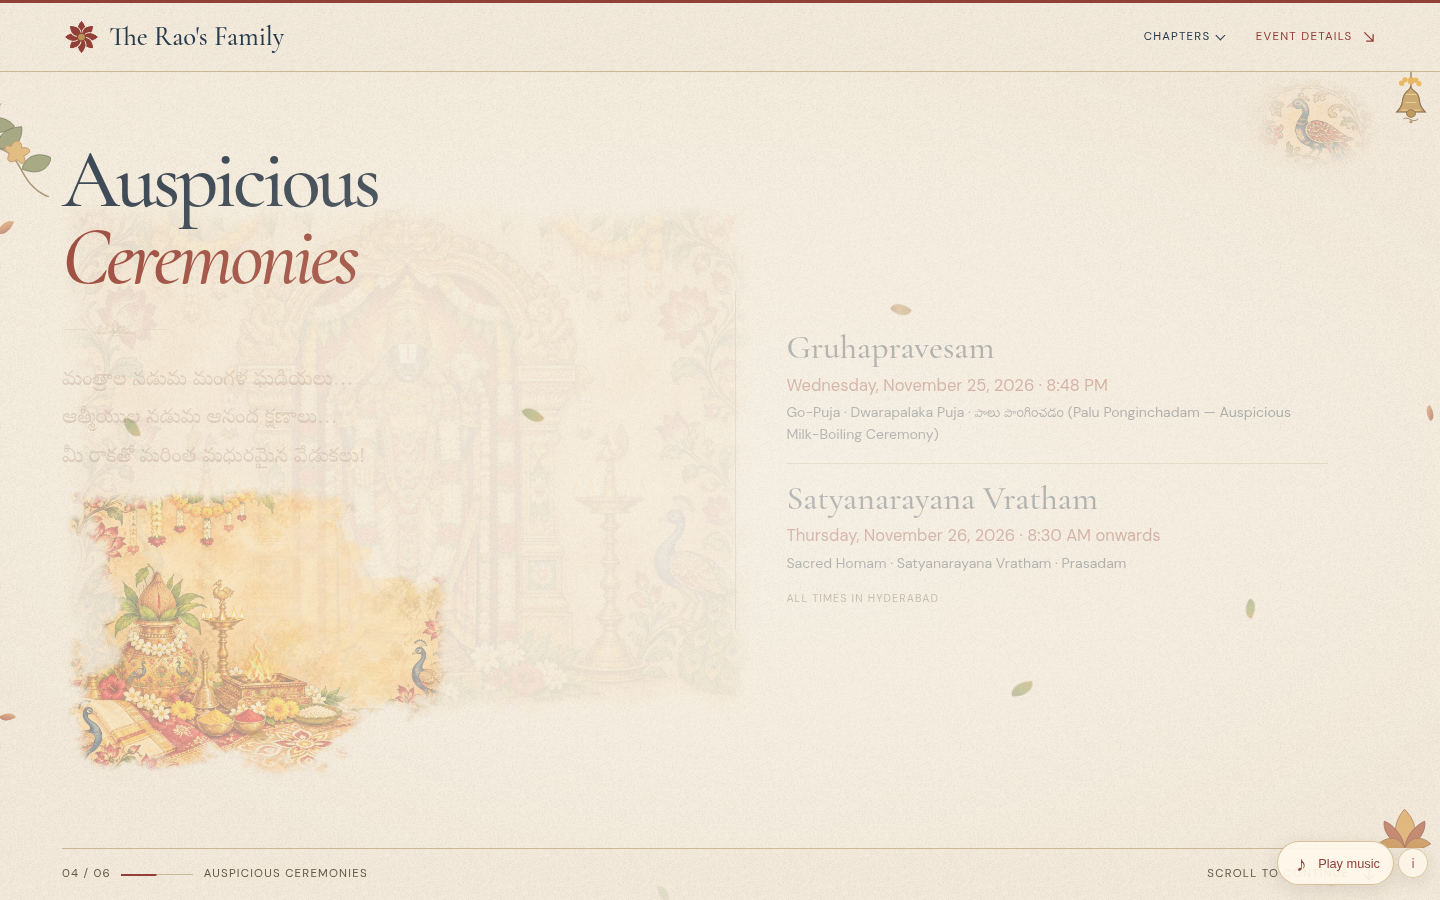 The Rao's Family
CHAPTERS
EVENT DETAILS
Auspicious
Ceremonies
మంత్రాల నడుమ మంగళ ఘడియలు...
ఆత్మీయుల నడుమ ఆనంద క్షణాలు...
మీ రాకతో మరింత మధురమైన వేడుకలు!
Gruhapravesam
Wednesday, November 25, 2026 · 8:48 PM
Go-Puja · Dwarapalaka Puja · పాలు పొంగించడం (Palu Ponginchadam — Auspicious
Milk-Boiling Ceremony)
Satyanarayana Vratham
Thursday, November 26, 2026 · 8:30 AM onwards
Sacred Homam · Satyanarayana Vratham · Prasadam
ALL TIMES IN HYDERABAD
04 / 06
AUSPICIOUS CEREMONIES
SCROLL TO
♪ Play music
i